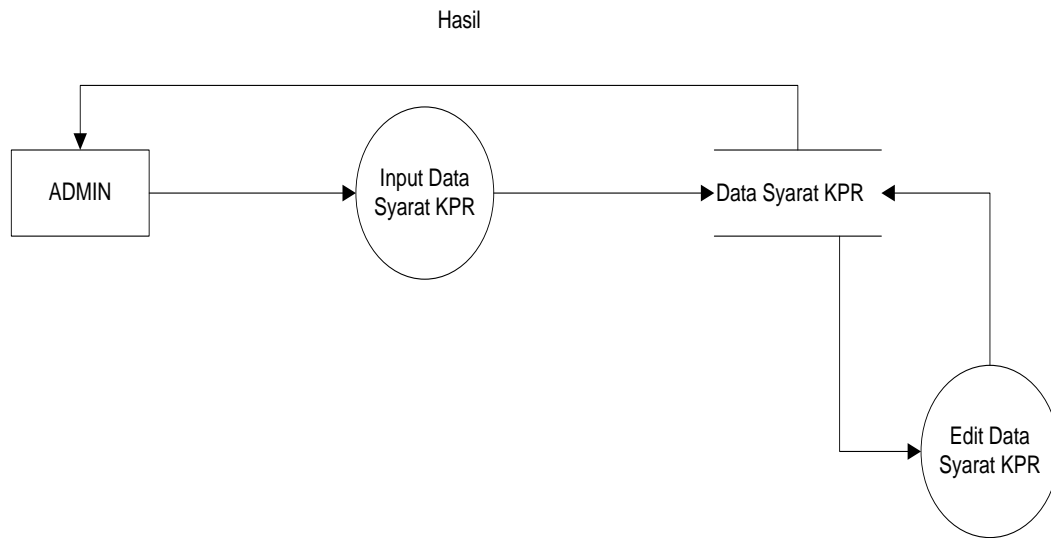 Hasil
ADMIN
Input Data
Syarat KPR
Data Syarat KPR
Edit Data
Syarat KPR